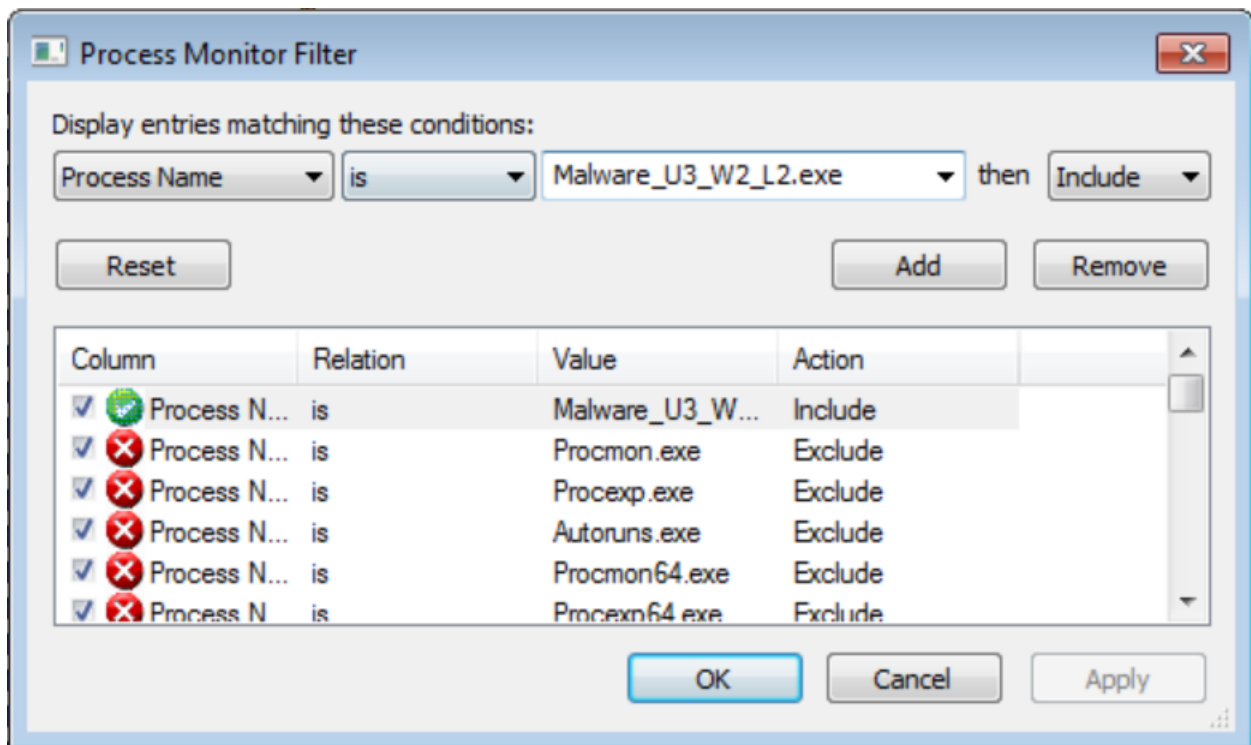 Process Monitor Filter
Display entries matching these conditions:
Process Name is Malware_U3_W2_L2.exe then Include
Reset Add Remove
Column Relation Value Action
Process N... is Malware_U3_W... Include
Process N... is Procmon.exe Exclude
Process N... is Procexp.exe Exclude
Process N... is Autoruns.exe Exclude
Process N... is Procmon64.exe Exclude
Process N is Procexp64.exe Exclude
OK Cancel Apply